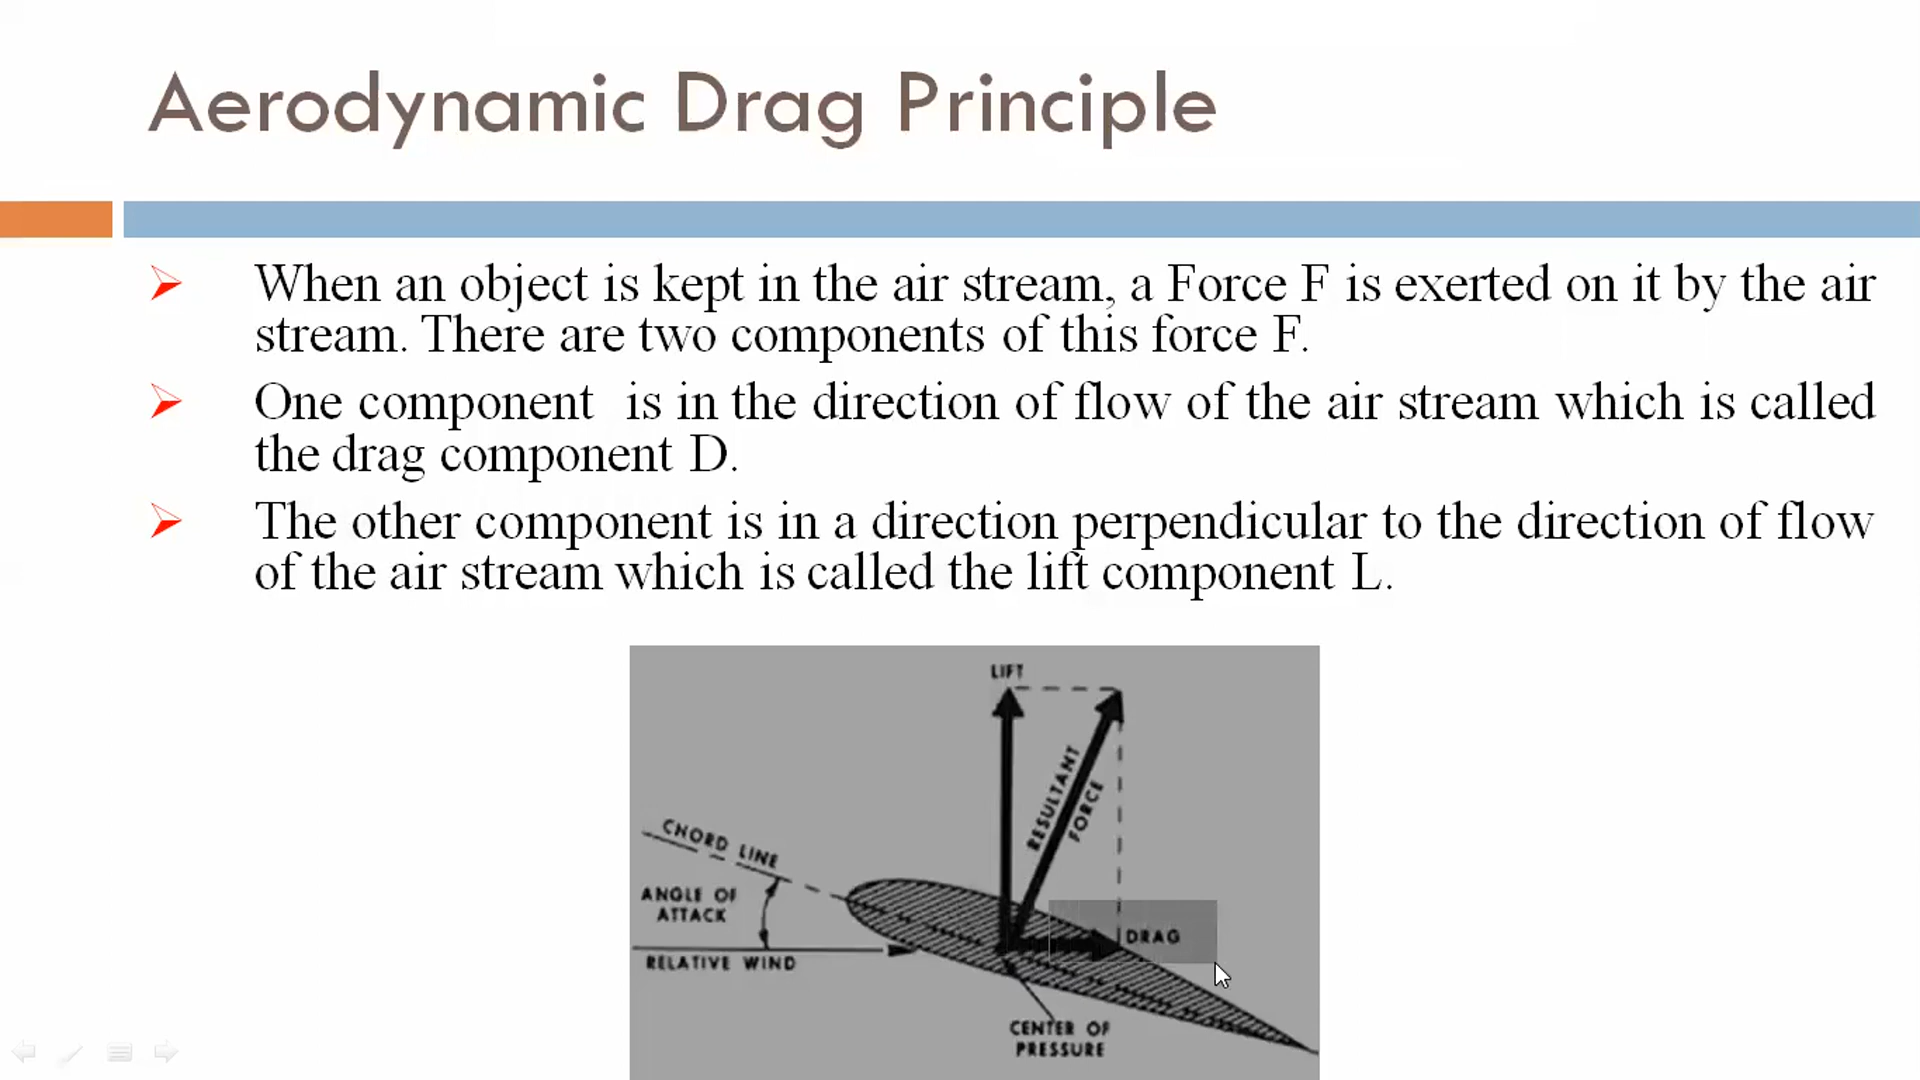 Aerodynamic Drag Principle
When an object is kept in the air stream, a Force F is exerted on it by the air
stream. There are two components of this force F.
One component is in the direction of flow of the air stream which is called
the drag component D.
The other component is in a direction perpendicular to the direction of flow
of the air stream which is called the lift component L.
LIFT
RESULTANT
FORCE
CHORD LINE
ANGLE OF
ATTACK
DRAG
RELATIVE WIND
CENTER OF
PRESSURE